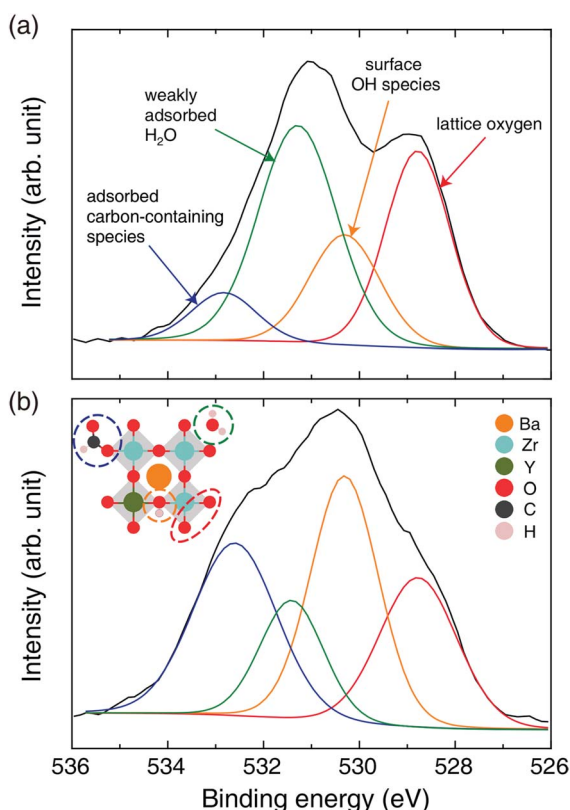 (a)
Intensity (arb. unit)
adsorbed
carbon-containing
species
weakly
adsorbed
H₂O
surface
OH species
lattice oxygen
(b)
Intensity (arb. unit)
Ba
Zr
Y
O
C
H
536 534 532 530 528 526
Binding energy (eV)